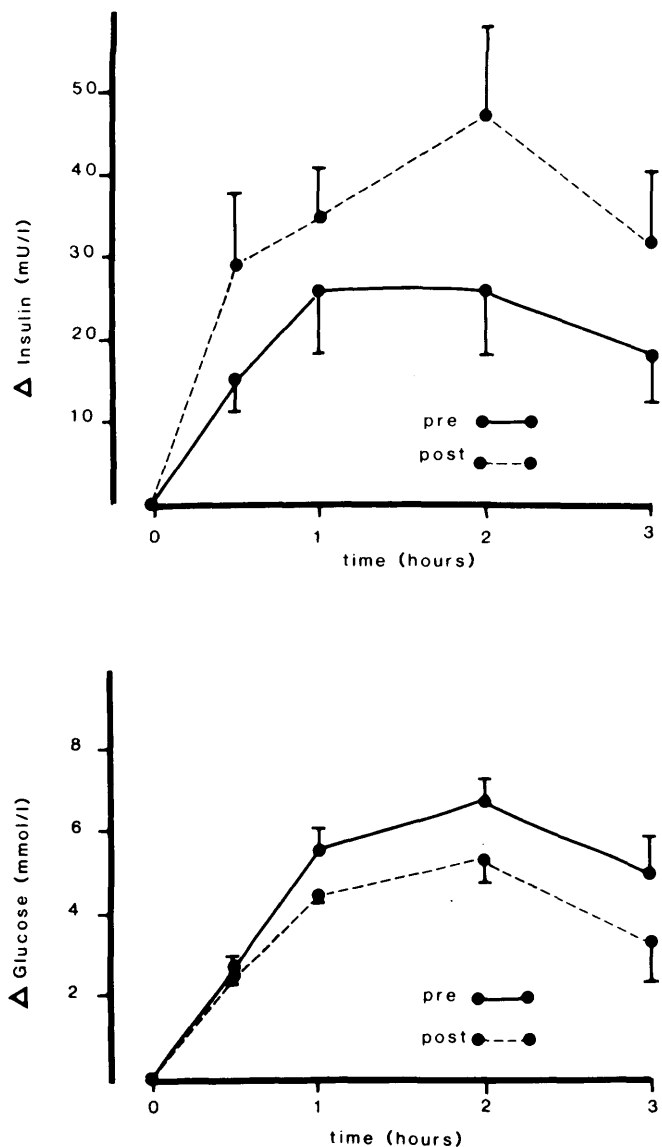 50
40
30
20
10
Δ Insulin (mU/l)
pre
post
0 1 2 3
time (hours)
8
6
4
2
Δ Glucose (mmol/l)
pre
post
0 1 2 3
time (hours)